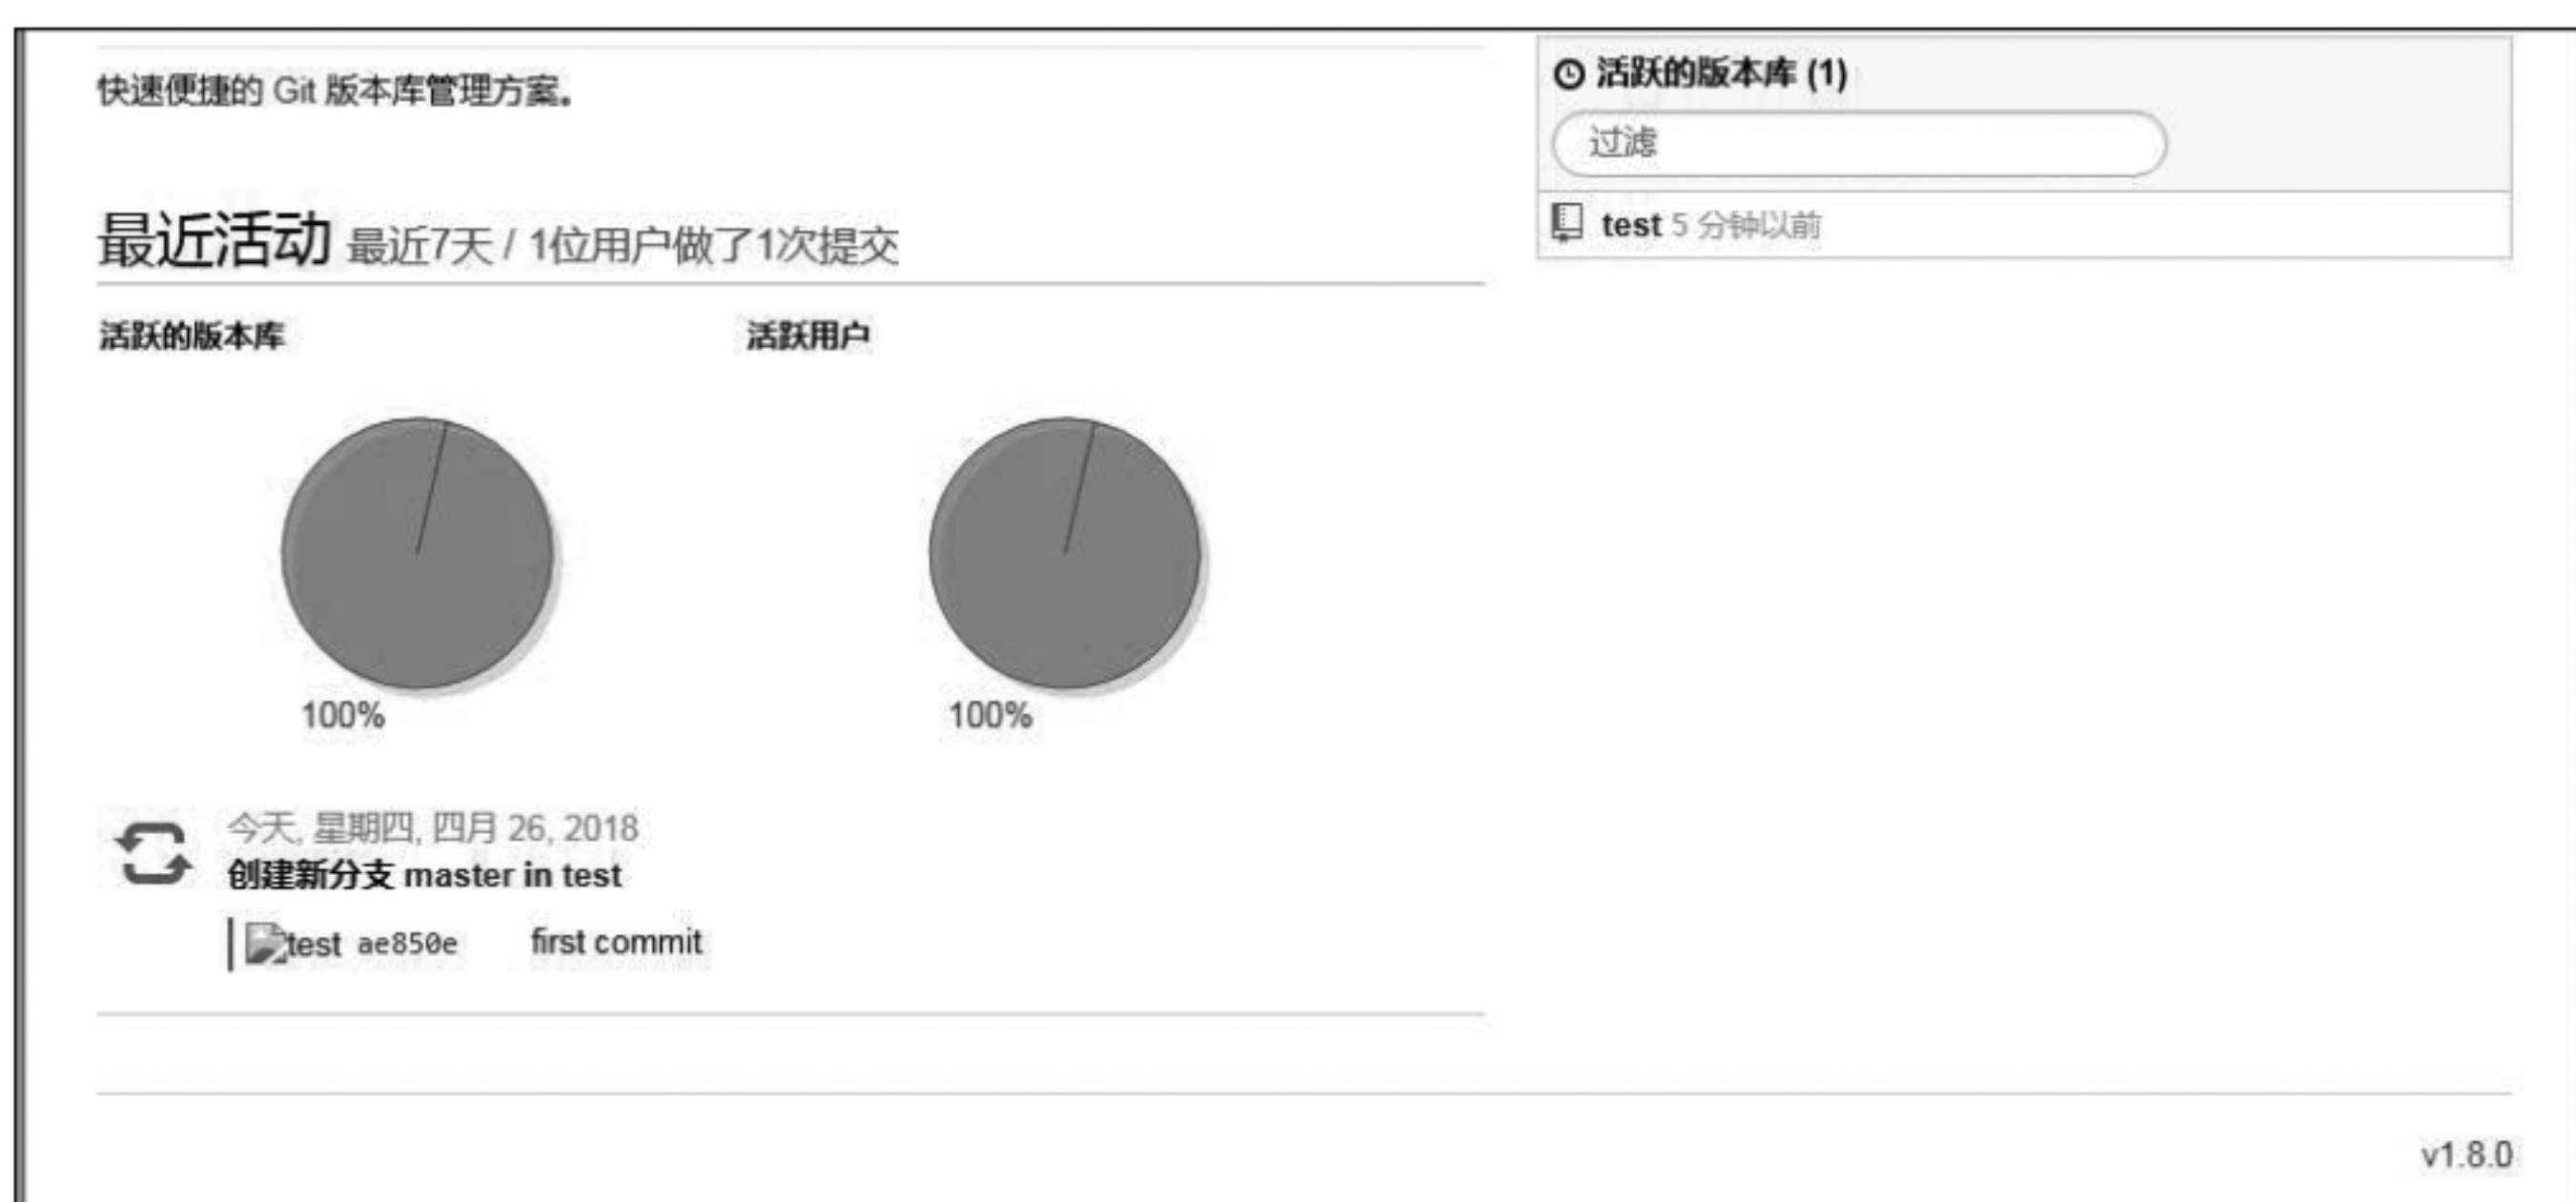 快速便捷的 Git 版本库管理方案。
最近活动 最近7天 / 1位用户做了1次提交
活跃的版本库 活跃用户
100% 100%
今天, 星期四, 四月 26, 2018
创建新分支 master in test
test ae850e first commit
活跃的版本库 (1)
过滤
test 5 分钟以前
v1.8.0